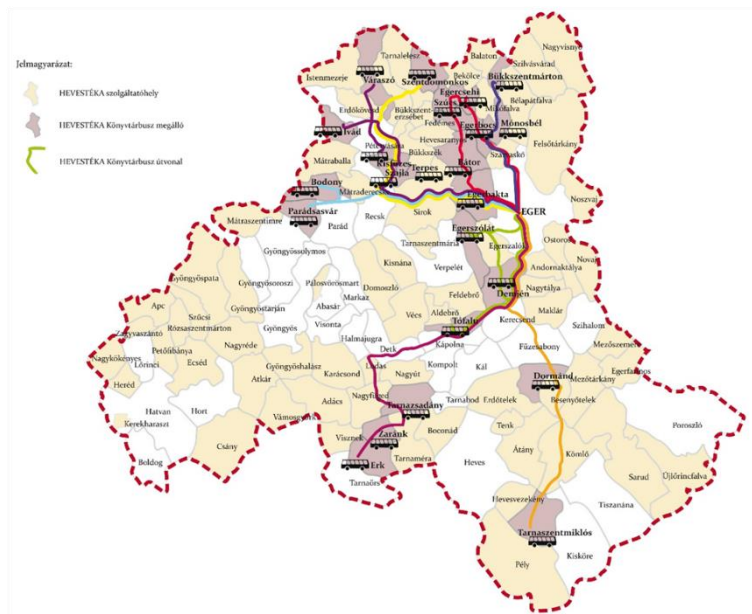 Jelmagyarázat:
HEVESTÉKA szolgáltatóhely
HEVESTÉKA Könyvtárbusz megálló
HEVESTÉKA Könyvtárbusz útvonal
Nagyvisnyó
Tarnalelesz
Balaton
Szilvásvárad
Istenmezeje
Váraszó
Szentdomonkos
Bekölce
Bükkszentmárton
Egercsehi
Szúcs
Mikófalva
Bélapátfalva
Erdőkövesd
Bükkszent-
erzsébet
Fedémes
Egerbocs
Mónosbél
Ivád
Hevesaranyos
Felsőtárkány
Pétervására
Bükkszék
Szarvaskő
Mátraballa
Terpes
Bátor
Szajla
Bodony
Mátraderecske
Egerbakta
Noszvaj
Parádsasvár
Sirok
EGER
Mátraszentimre
Parád
Recsk
Egerszólát
Ostoros
Tarnaszentmária
Egerszalók
Novaj
Gyöngyössolymos
Andornaktálya
Gyöngyöspata
Kisnána
Verpelét
Gyöngyösoroszi
Pálosvörösmart
Domoszló
Demjén
Nagytálya
Markaz
Feldebrő
Apc
Abasár
Vécs
Aldebrő
Maklár
Szűcsi
Gyöngyöstarján
Rózsaszentmárton
Visonta
Tófalu
Kerecsend
Szihalom
Zagyvaszántó
Gyöngyös
Halmajugra
Kápolna
Füzesabony
Mezőszemere
Petőfibánya
Nagyréde
Detk
Nagykökényes
Lőrinci
Ecséd
Ludas
Kompolt
Kál
Egerfarmos
Heréd
Gyöngyöshalász
Karácsond
Nagyút
Dormánd
Mezőtárkány
Atkár
Nagyfüged
Tarnabod
Erdőtelek
Besenyőtelek
Hatvan
Hort
Adács
Tarnazsadány
Vámosgyörk
Poroszló
Kerekharaszt
Csány
Visznek
Zaránk
Boconád
Tenk
Átány
Boldog
Erk
Tarnaméra
Heves
Kömlő
Sarud
Újlőrincfalva
Tarnaörs
Hevesvezekény
Tiszanána
Tarnaszentmiklós
Kisköre
Pély